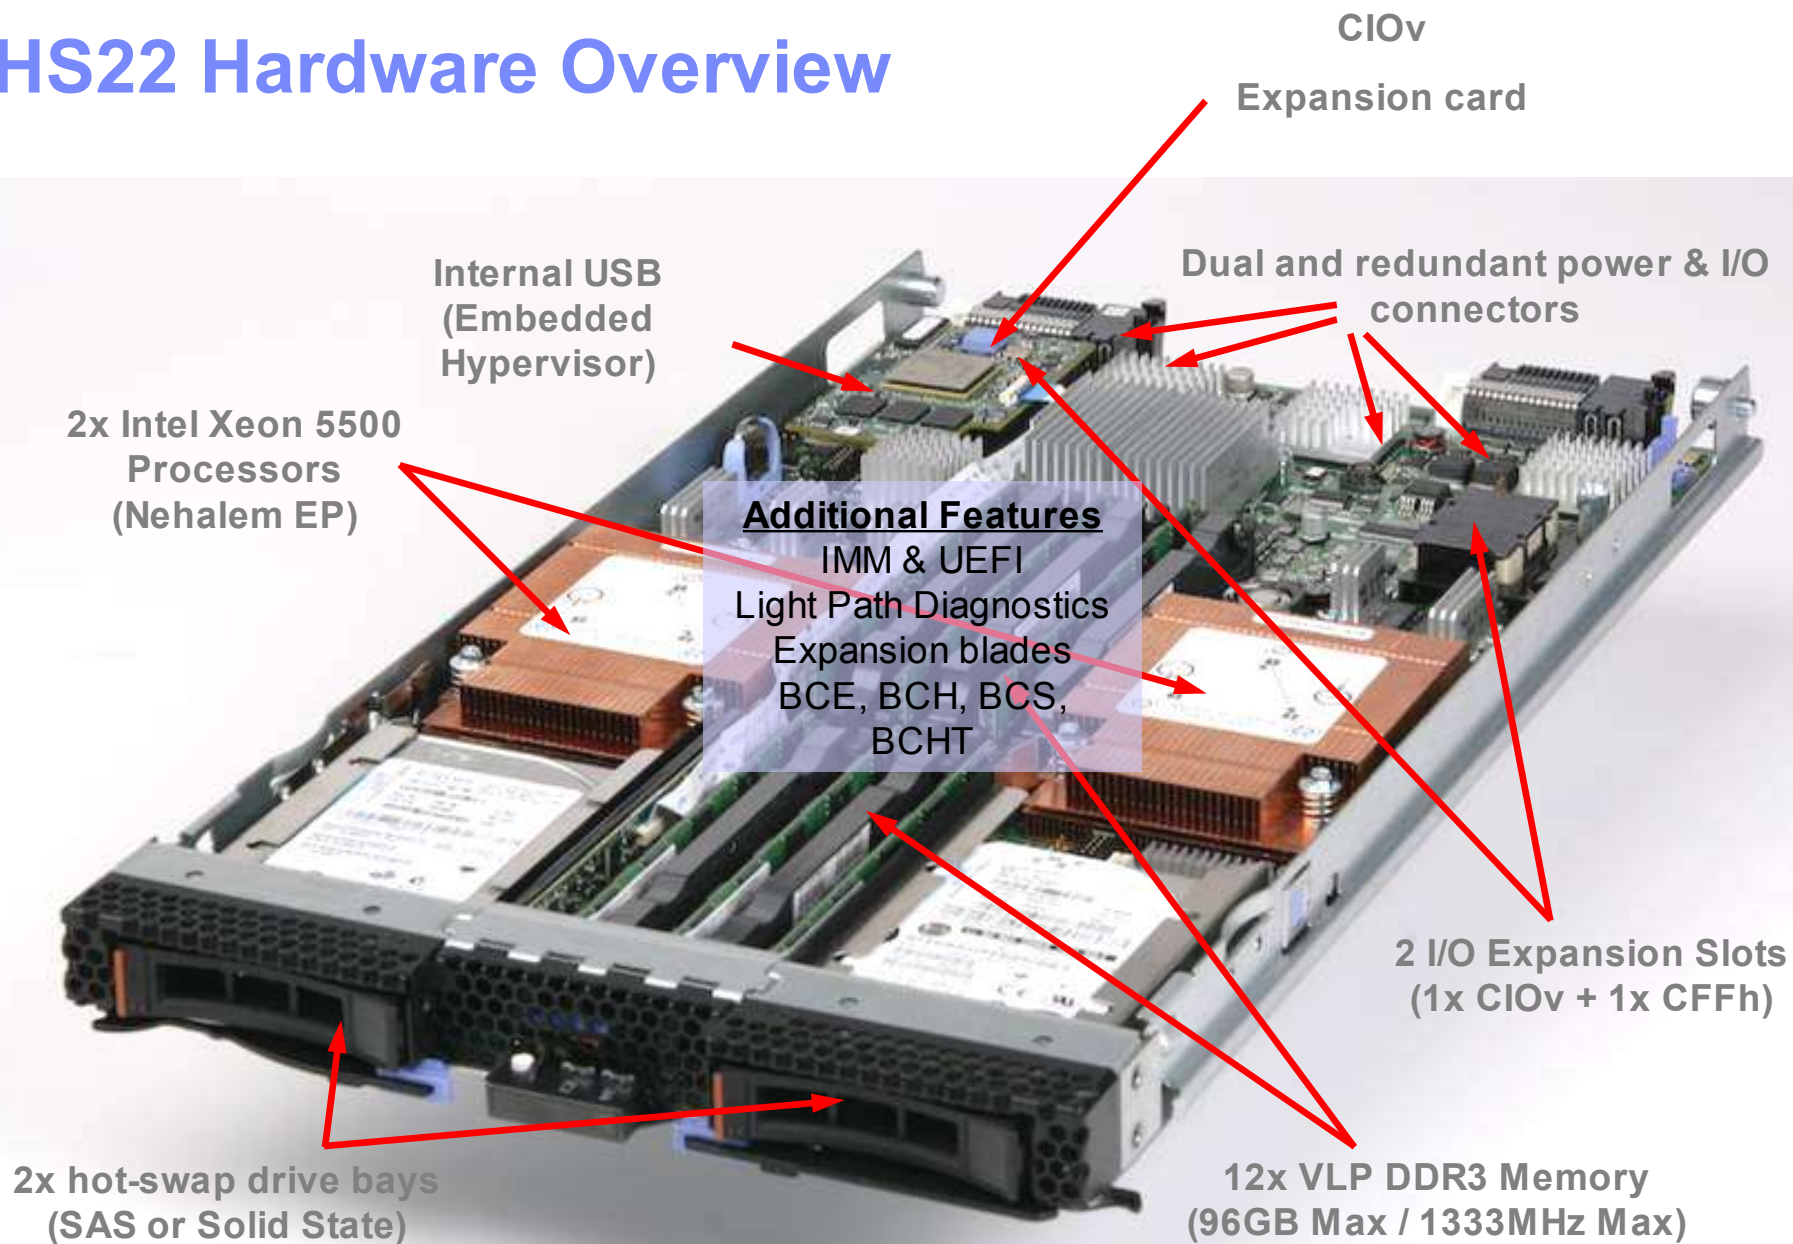 HS22 Hardware Overview
CIOv
Expansion card
Internal USB
(Embedded
Hypervisor)
Dual and redundant power & I/O
connectors
2x Intel Xeon 5500
Processors
(Nehalem EP)
Additional Features
IMM & UEFI
Light Path Diagnostics
Expansion blades
BCE, BCH, BCS,
BCHT
2 I/O Expansion Slots
(1x CIOv + 1x CFFh)
2x hot-swap drive bays
(SAS or Solid State)
12x VLP DDR3 Memory
(96GB Max / 1333MHz Max)